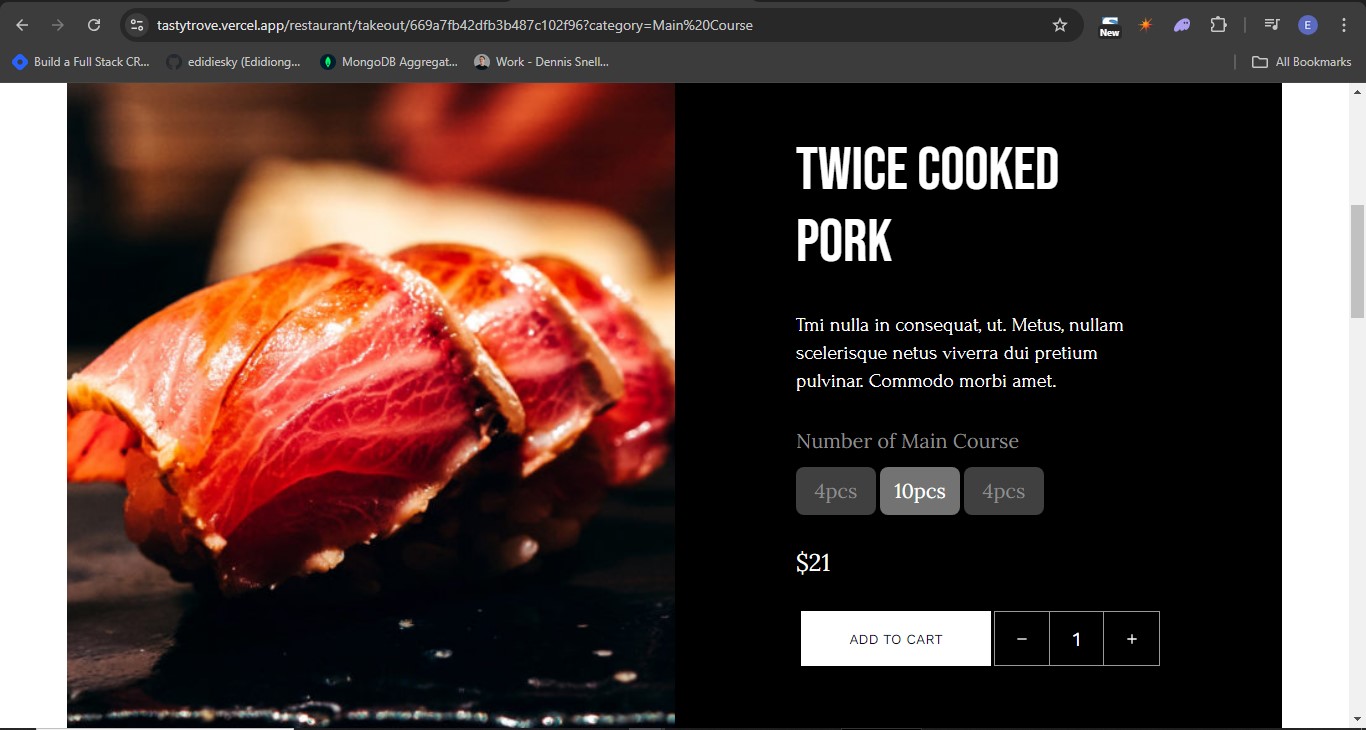 tastytrove.vercel.app/restaurant/takeout/669a7fb42dfb3b487c102f96?category=Main%20Course
New
E
Build a Full Stack CR...
edidiesky (Edidiong...
MongoDB Aggregat...
Work - Dennis Snell...
All Bookmarks
TWICE COOKED
PORK
Tmi nulla in consequat, ut. Metus, nullam
scelerisque netus viverra dui pretium
pulvinar. Commodo morbi amet.
Number of Main Course
4pcs 10pcs 4pcs
$21
ADD TO CART − 1 +